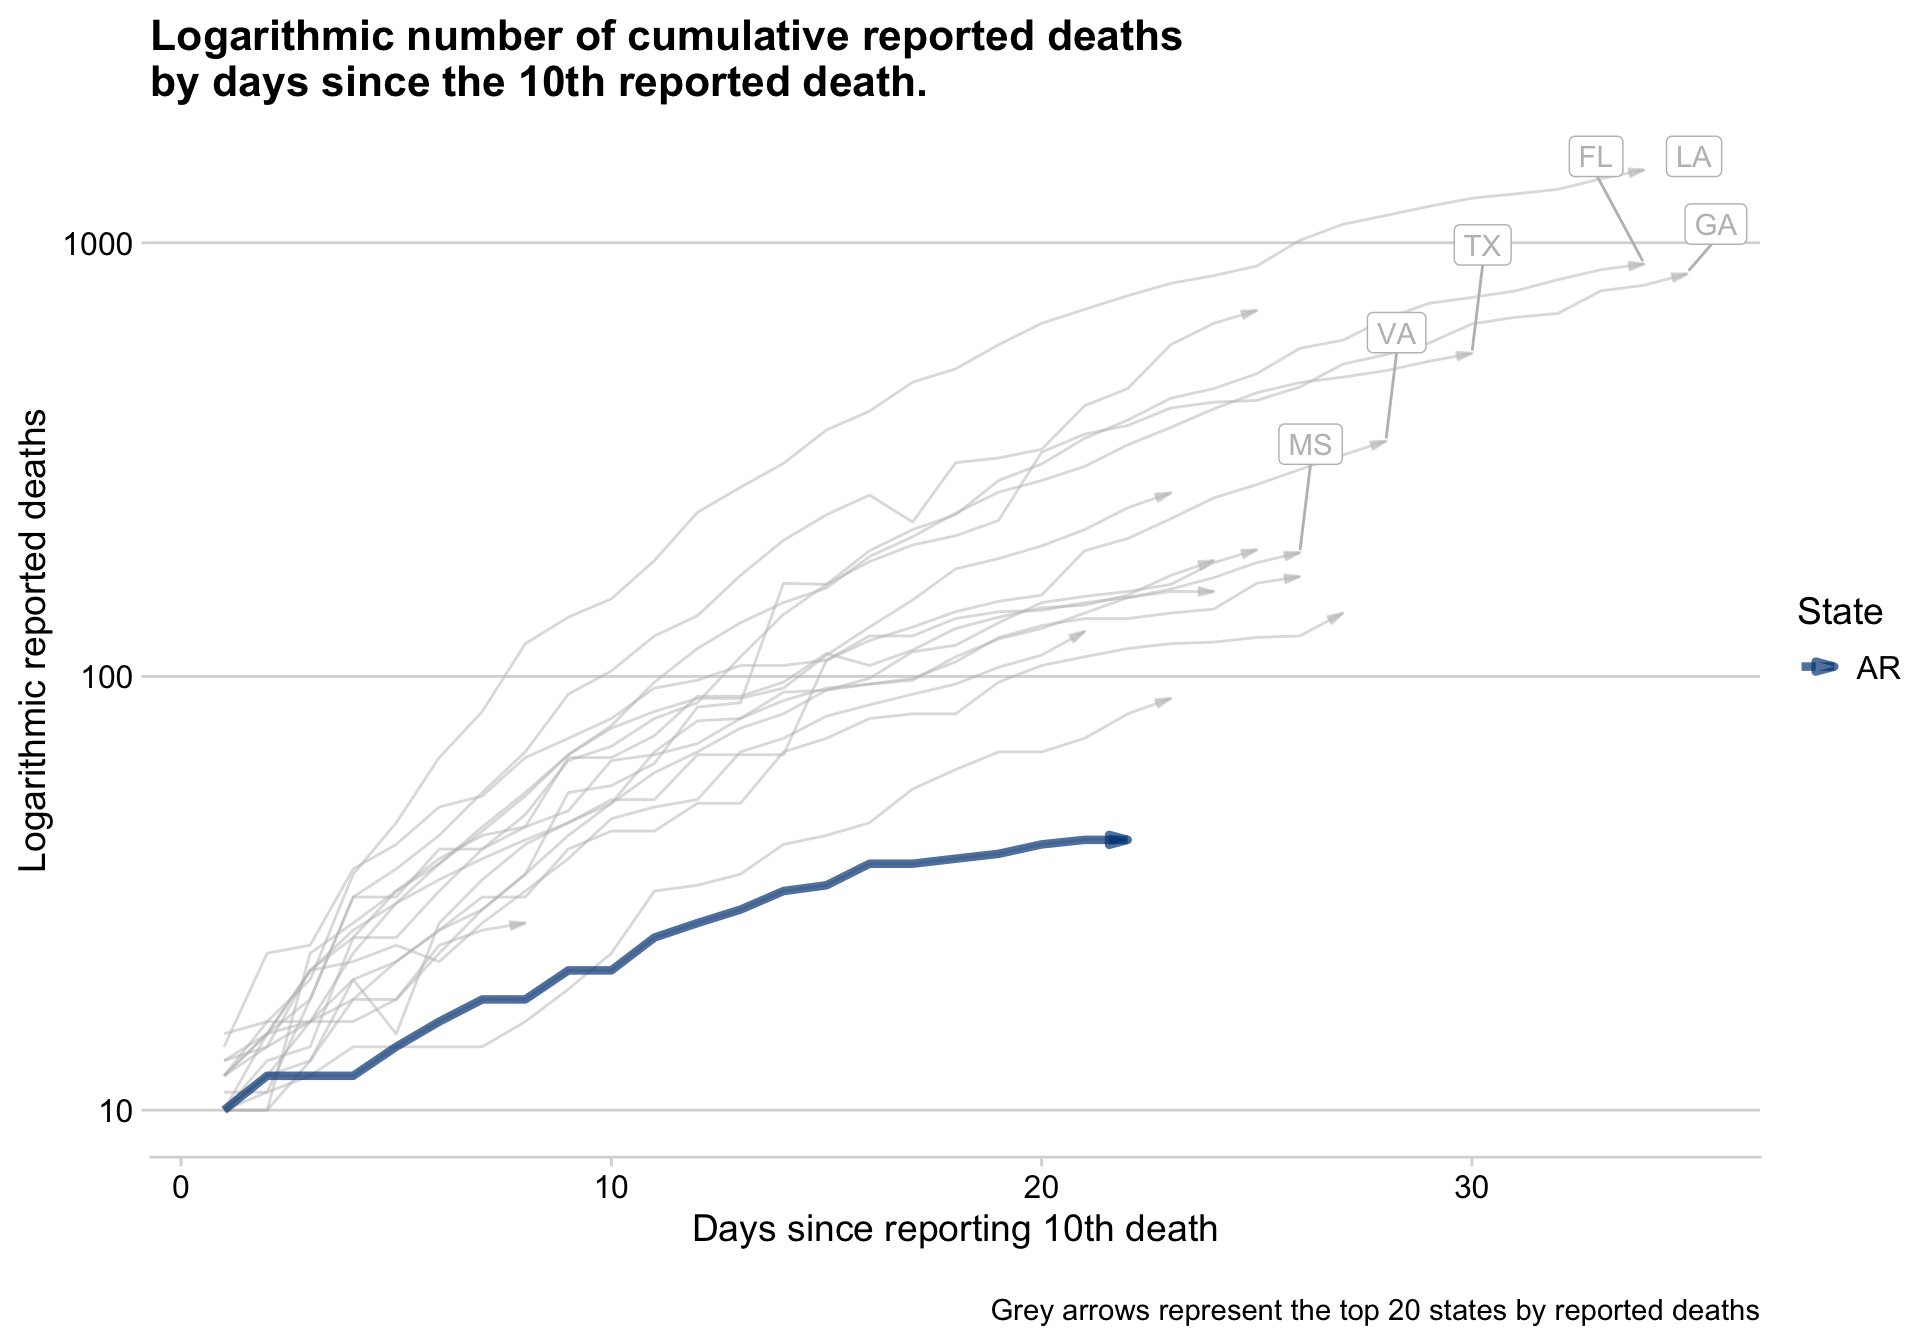 Logarithmic number of cumulative reported deaths
by days since the 10th reported death.
FL
LA
GA
1000
TX
VA
MS
Logarithmic reported deaths
State
100
AR
10
0
10
20
30
Days since reporting 10th death
Grey arrows represent the top 20 states by reported deaths